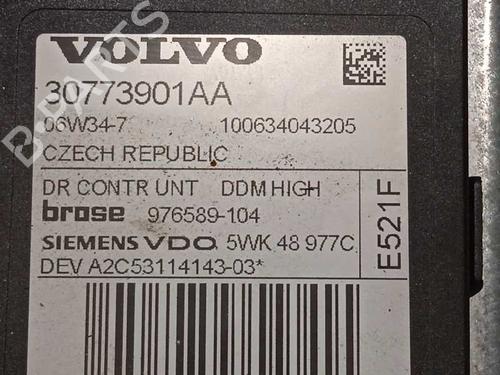 VOLVO
30773901AA
06W34-7 100634043205
CZECH REPUBLIC
DR CONTR UNT DDM HIGH
brose 976589-104
SIEMENS VDO 5WK 48 977C
DEV A2C53114143-03*
E521F
B-PARTS